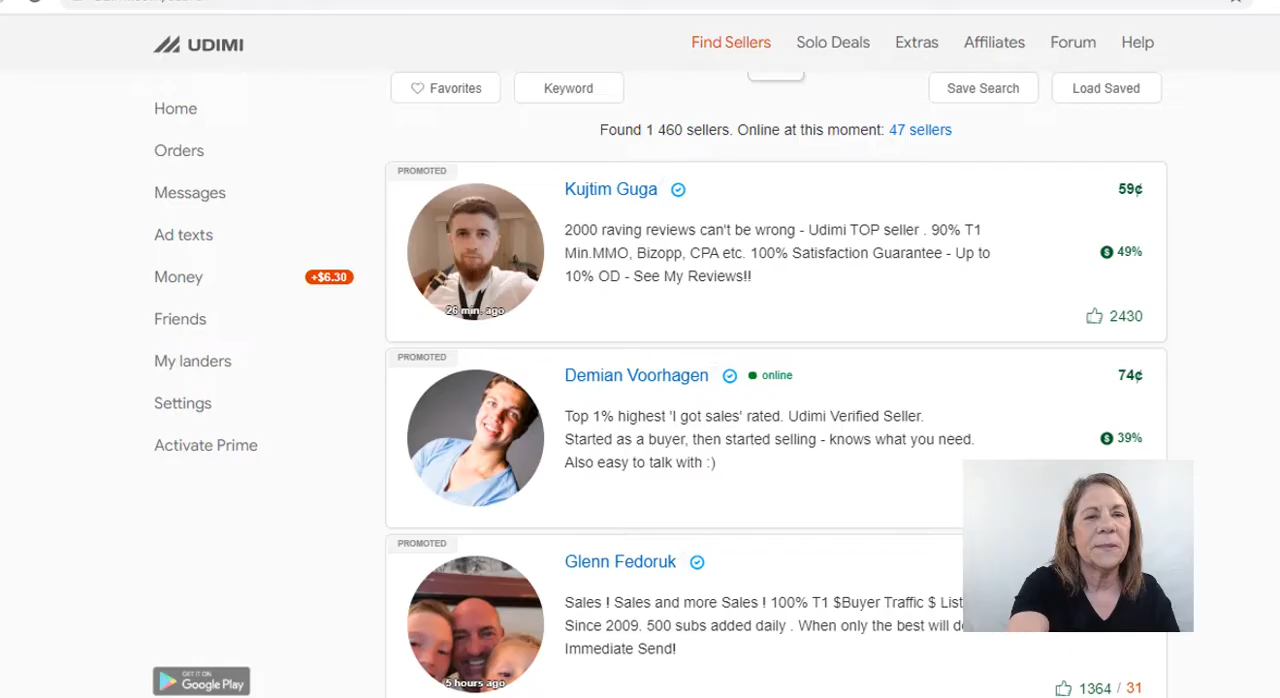 UDIMI
Find Sellers
Solo Deals
Extras
Affiliates
Forum
Help
Home
Orders
Messages
Ad texts
Money
+$6.30
Friends
My landers
Settings
Activate Prime
GET IT ON
Google Play
Favorites
Keyword
Save Search
Load Saved
Found 1 460 sellers. Online at this moment: 47 sellers
PROMOTED
Kujtim Guga
59¢
2000 raving reviews can't be wrong - Udimi TOP seller . 90% T1
Min.MMO, Bizopp, CPA etc. 100% Satisfaction Guarantee - Up to
10% OD - See My Reviews!!
49%
26 min. ago
2430
PROMOTED
Demian Voorhagen
online
74¢
Top 1% highest 'I got sales' rated. Udimi Verified Seller.
Started as a buyer, then started selling - knows what you need.
Also easy to talk with :)
39%
PROMOTED
Glenn Fedoruk
Sales ! Sales and more Sales ! 100% T1 $Buyer Traffic $ List
Since 2009. 500 subs added daily . When only the best will
Immediate Send!
5 hours ago
1364 / 31